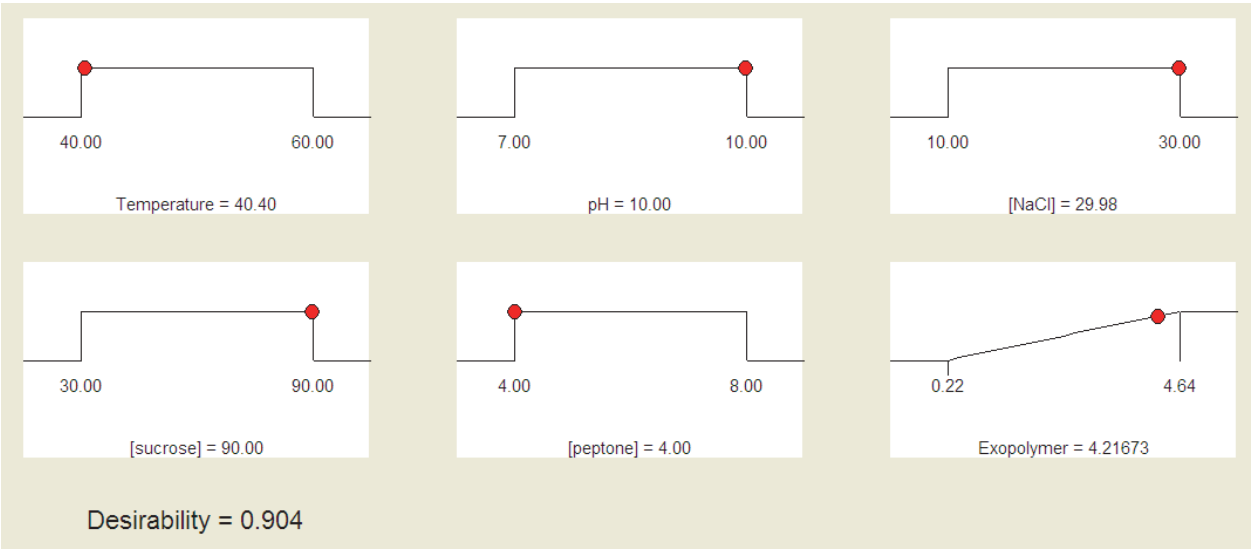 40.00 60.00
Temperature = 40.40
7.00 10.00
pH = 10.00
10.00 30.00
[NaCl] = 29.98
30.00 90.00
[sucrose] = 90.00
4.00 8.00
[peptone] = 4.00
0.22 4.64
Exopolymer = 4.21673
Desirability = 0.904